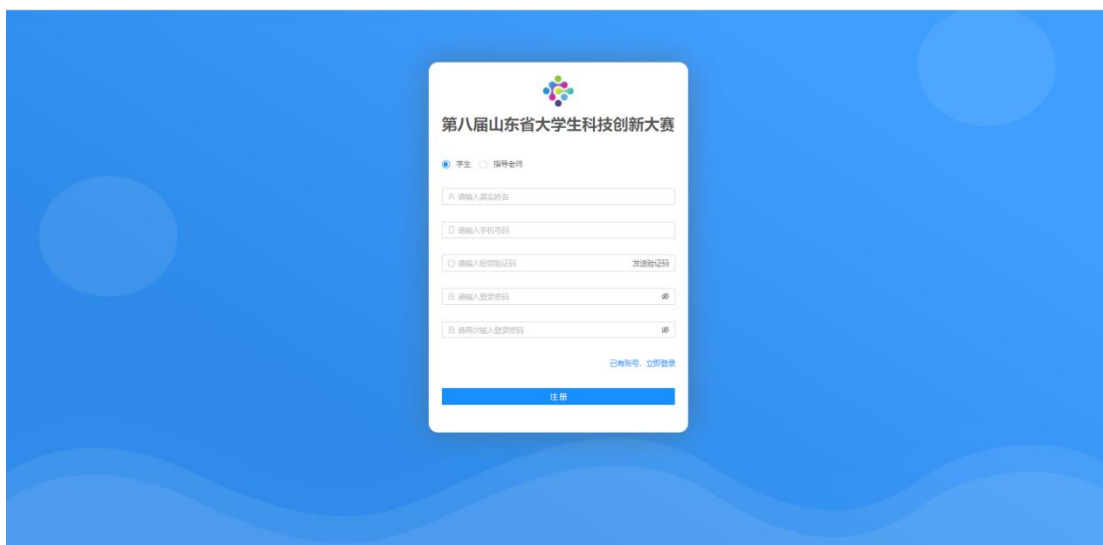 第八届山东省大学生科技创新大赛
学生 指导老师
请输入真实姓名
请输入手机号码
请输入短信验证码 发送验证码
请输入登录密码
请再次输入登录密码
已有账号，立即登录
注册